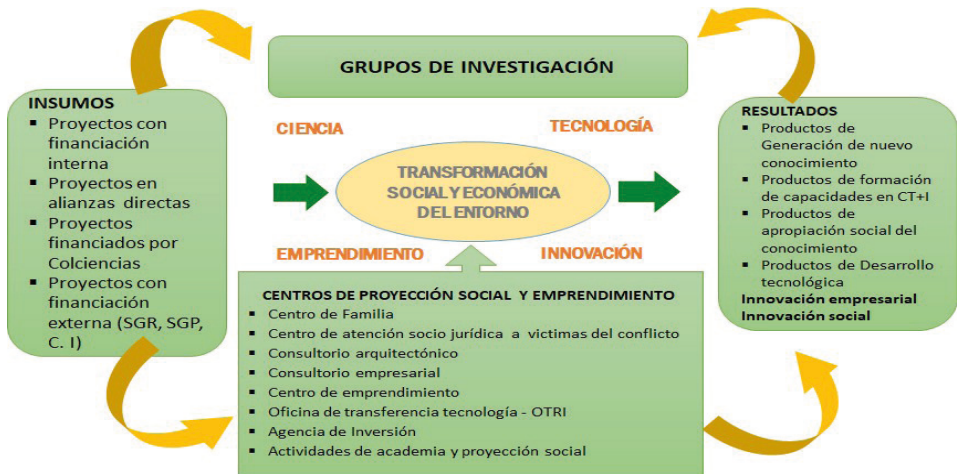 GRUPOS DE INVESTIGACIÓN
INSUMOS
▪ Proyectos con
financiación
interna
▪ Proyectos en
alianzas directas
▪ Proyectos
financiados por
Colciencias
▪ Proyectos con
financiación
externa (SGR, SGP,
C. I)
CIENCIA
TECNOLOGÍA
TRANSFORMACIÓN
SOCIAL Y ECONÓMICA
DEL ENTORNO
EMPRENDIMIENTO
INNOVACIÓN
CENTROS DE PROYECCIÓN SOCIAL Y EMPRENDIMIENTO
▪ Centro de Familia
▪ Centro de atención socio jurídica a victimas del conflicto
▪ Consultorio arquitectónico
▪ Consultorio empresarial
▪ Centro de emprendimiento
▪ Oficina de transferencia tecnología - OTRI
▪ Agencia de Inversión
▪ Actividades de academia y proyección social
RESULTADOS
▪ Productos de
Generación de nuevo
conocimiento
▪ Productos de formación
de capacidades en CT+I
▪ Productos de
apropiación social del
conocimiento
▪ Productos de Desarrollo
tecnológica
Innovación empresarial
Innovación social